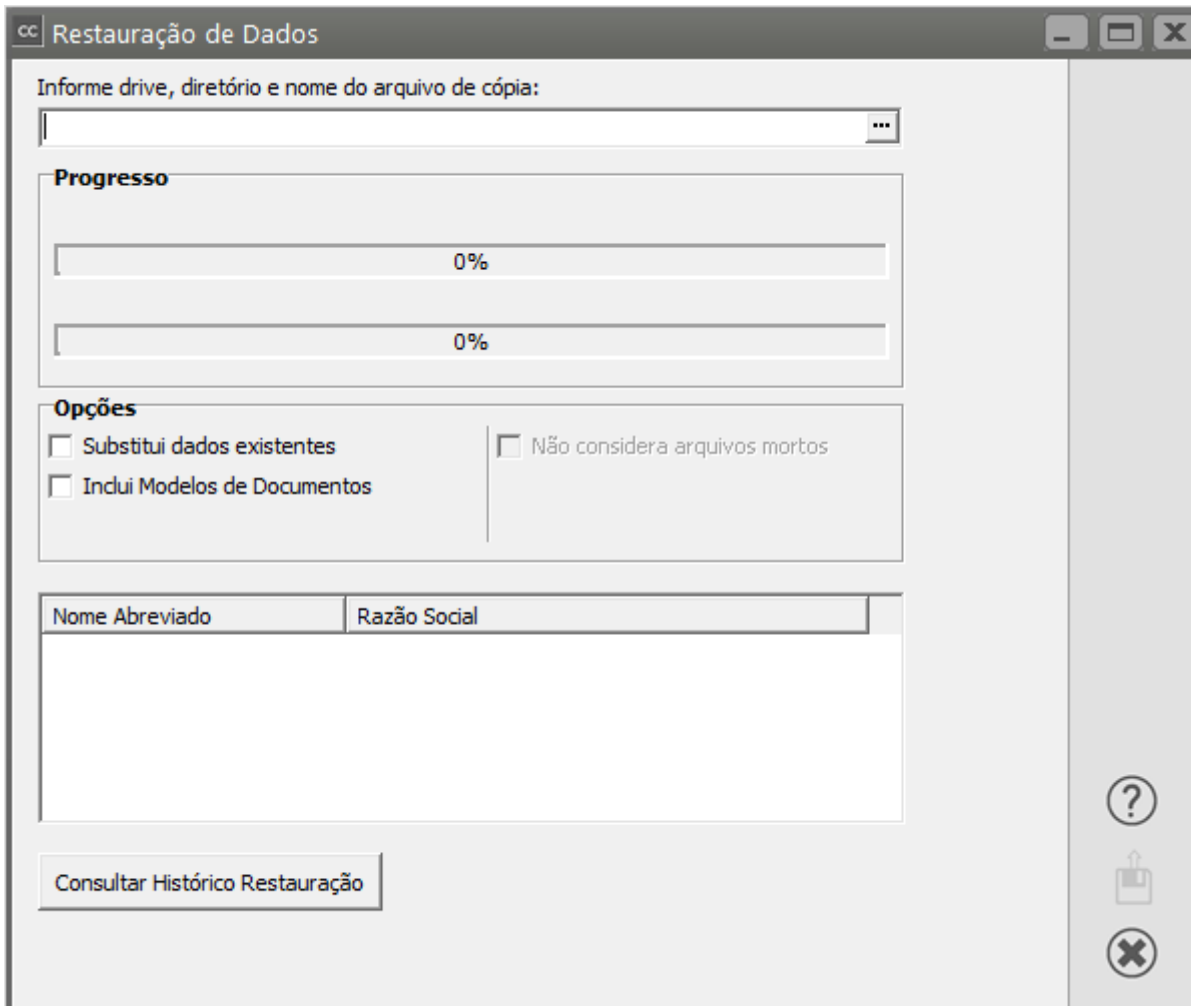 cc Restauração de Dados
Informe drive, diretório e nome do arquivo de cópia:
...
Progresso
0%
0%
Opções
Substitui dados existentes
Não considera arquivos mortos
Inclui Modelos de Documentos
Nome Abreviado Razão Social
Consultar Histórico Restauração